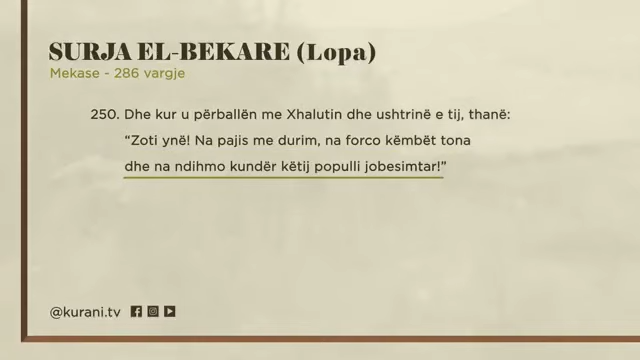 SURJA EL-BEKARE (Lopa)
Mekase - 286 vargje
250. Dhe kur u përballën me Xhalutin dhe ushtrinë e tij, thanë:
“Zoti ynë! Na pajis me durim, na forco këmbët tona
dhe na ndihmo kundër këtij populli jobesimtar!”
@kurani.tv